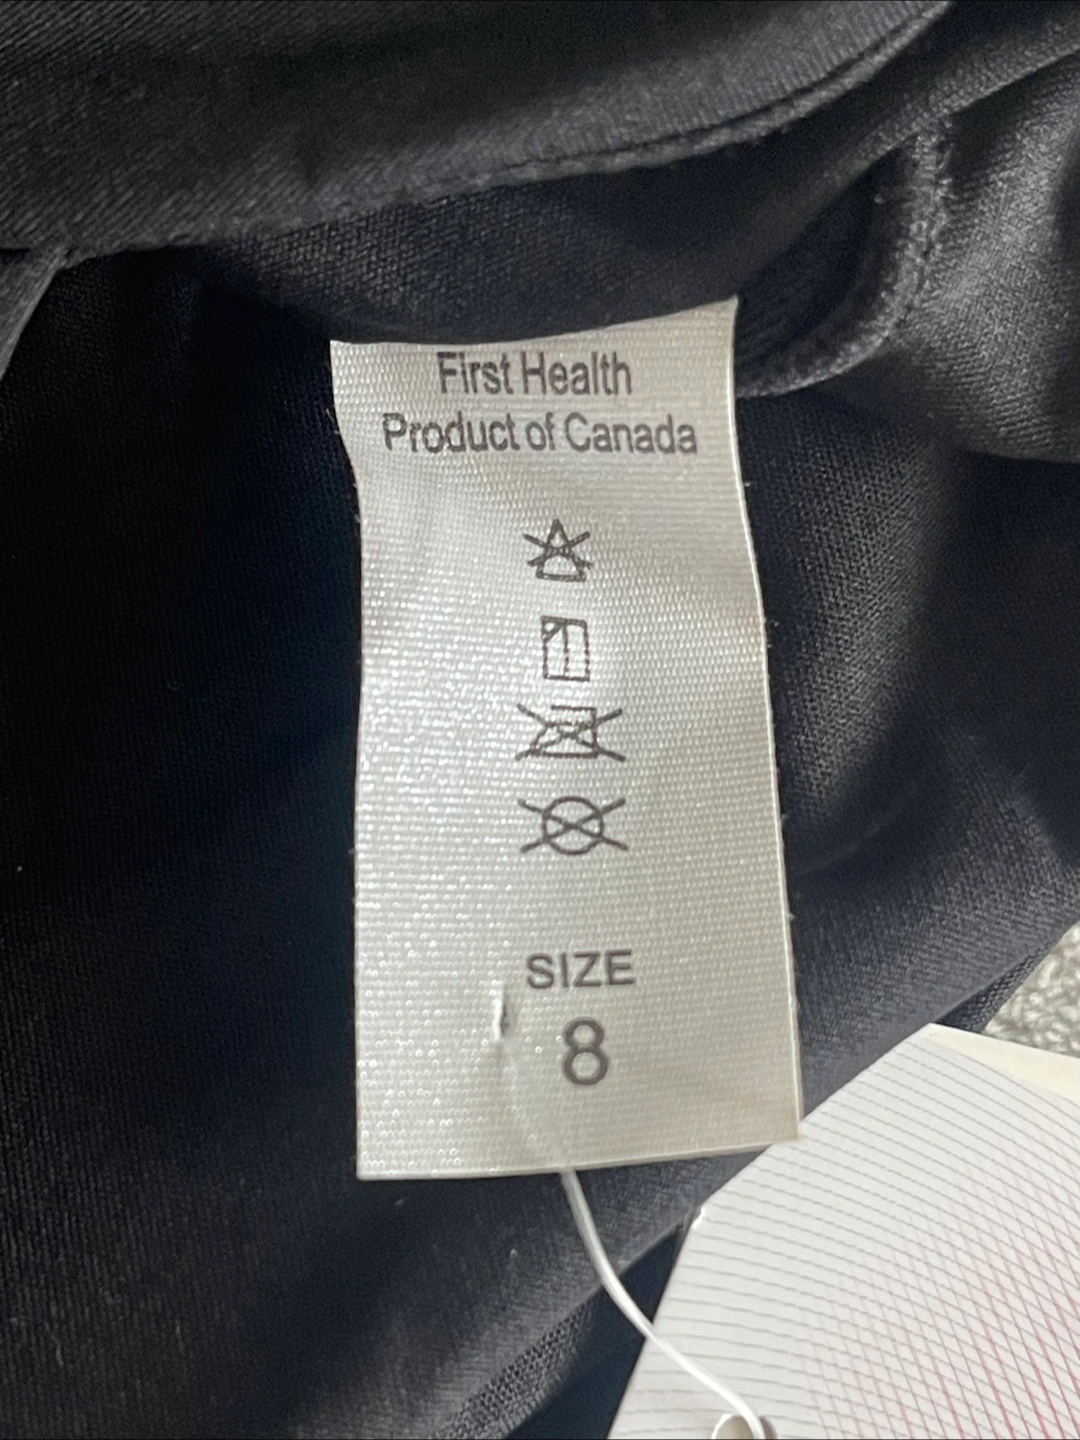 First Health
Product of Canada
SIZE
8